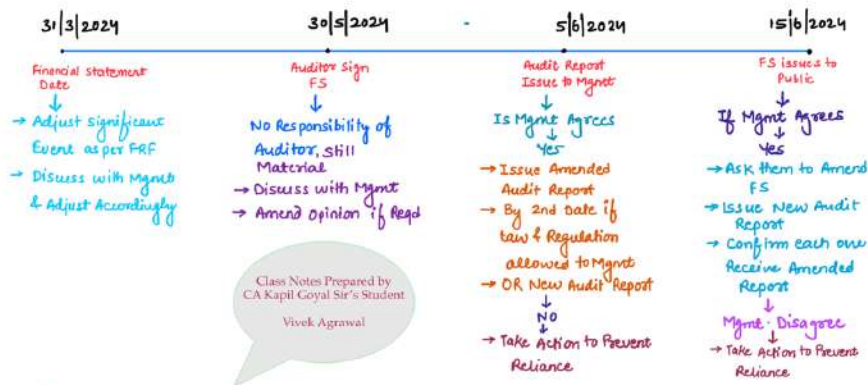 31/3/2024
Financial Statement
Date
→ Adjust significant
Event as per FRF
→ Discuss with Mgmt
& Adjust Accordingly
30/5/2024
Auditor Sign
FS
No Responsibility of
Auditor, Still
Material
→ Discuss with Mgmt
→ Amend Opinion if Reqd
Class Notes Prepared by
CA Kapil Goyal Sir's Student
Vivek Agrawal
5/6/2024
Audit Report
Issue to Mgmt
Is Mgmt Agrees
Yes
→ Issue Amended
Audit Report
→ By 2nd Date if
law & Regulation
allowed to Mgmt
→ OR New Audit Report
NO
→ Take Action to Prevent
Reliance
15/6/2024
FS issues to
Public
If Mgmt Agrees
Yes
→ Ask them to Amend
FS
→ Issue New Audit
Report
→ Confirm each one
Receive Amended
Report
Mgmt. Disagree
→ Take Action to Prevent
Reliance